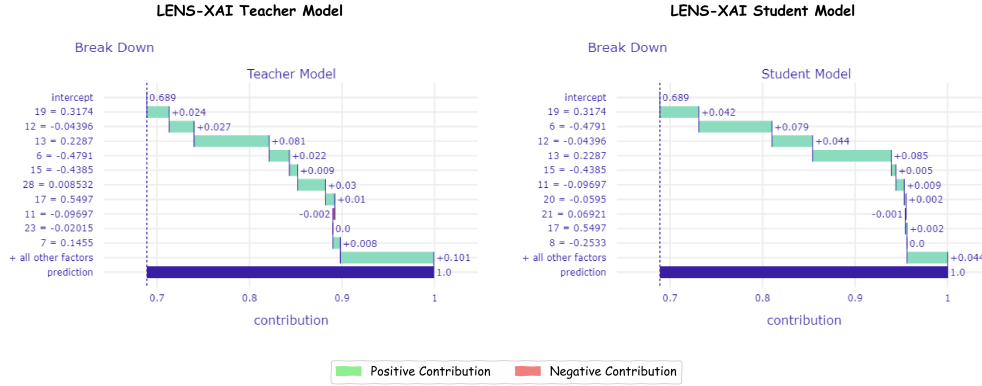 LENS-XAI Teacher Model
Break Down
Teacher Model
intercept 0.689
19 = 0.3174 +0.024
12 = -0.04396 +0.027
13 = 0.2287 +0.081
6 = -0.4791 +0.022
15 = -0.4385 +0.009
28 = 0.008532 +0.03
17 = 0.5497 +0.01
11 = -0.09697 -0.002
23 = -0.02015 0.0
7 = 0.1455 +0.008
+ all other factors +0.101
prediction 1.0
0.7 0.8 0.9 1
contribution
LENS-XAI Student Model
Break Down
Student Model
intercept 0.689
19 = 0.3174 +0.042
6 = -0.4791 +0.079
12 = -0.04396 +0.044
13 = 0.2287 +0.085
15 = -0.4385 +0.005
11 = -0.09697 +0.009
20 = -0.0595 +0.002
21 = 0.06921 -0.001
17 = 0.5497 +0.002
8 = -0.2533 0.0
+ all other factors +0.044
prediction 1.0
0.7 0.8 0.9 1
contribution
Positive Contribution Negative Contribution